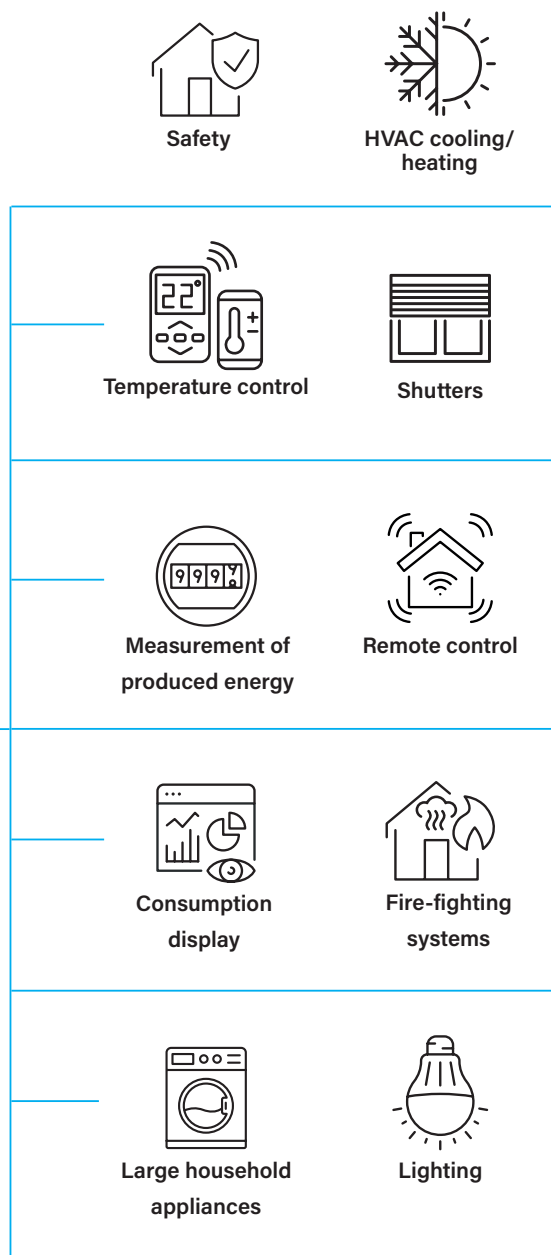 Safety
HVAC cooling/
heating
22°
Temperature control
Shutters
999
Measurement of
produced energy
Remote control
Consumption
display
Fire-fighting
systems
Large household
appliances
Lighting